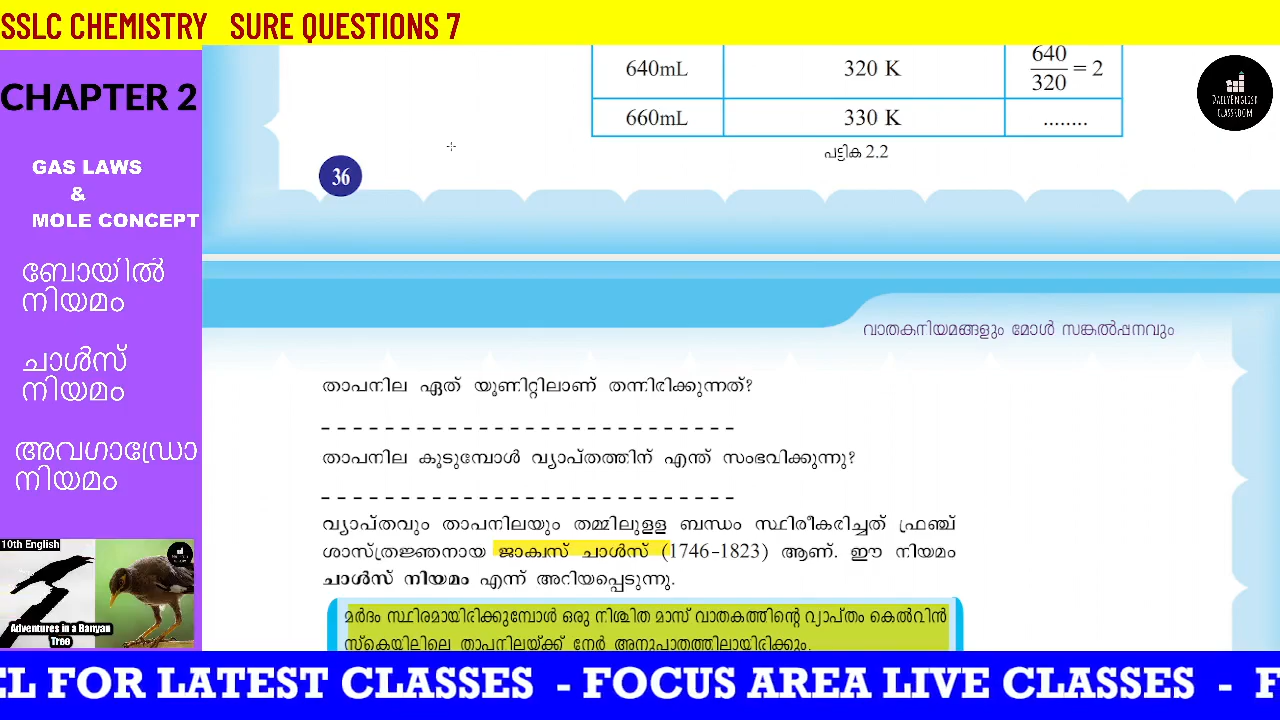 SSLC CHEMISTRY SURE QUESTIONS 7
CHAPTER 2
GAS LAWS
&
MOLE CONCEPT
ബോയിൽ
നിയമം
ചാൾസ്
നിയമം
അവഗാഡ്രോ
നിയമം
10th English
Adventures in a Banyan
Tree
640mL 320 K 640/320 = 2
660mL 330 K ........
പട്ടിക 2.2
36
DAILYENGLISH
CLASSROOM
വാതകനിയമങ്ങളും മോൾ സങ്കൽപ്പനവും
താപനില ഏത് യൂണിറ്റിലാണ് തന്നിരിക്കുന്നത്?
താപനില കൂടുമ്പോൾ വ്യാപ്തത്തിന് എന്ത് സംഭവിക്കുന്നു?
വ്യാപ്തവും താപനിലയും തമ്മിലുള്ള ബന്ധം സ്ഥിരീകരിച്ചത് ഫ്രഞ്ച്
ശാസ്ത്രജ്ഞനായ ജാക്വസ് ചാൾസ് (1746-1823) ആണ്. ഈ നിയമം
ചാൾസ് നിയമം എന്ന് അറിയപ്പെടുന്നു.
മർദം സ്ഥിരമായിരിക്കുമ്പോൾ ഒരു നിശ്ചിത മാസ് വാതകത്തിന്റെ വ്യാപ്തം കെൽവിൻ
സ്കെയിലിലെ താപനിലയ്ക്ക് നേർ അനുപാതത്തിലായിരിക്കും.
EL FOR LATEST CLASSES - FOCUS AREA LIVE CLASSES - F